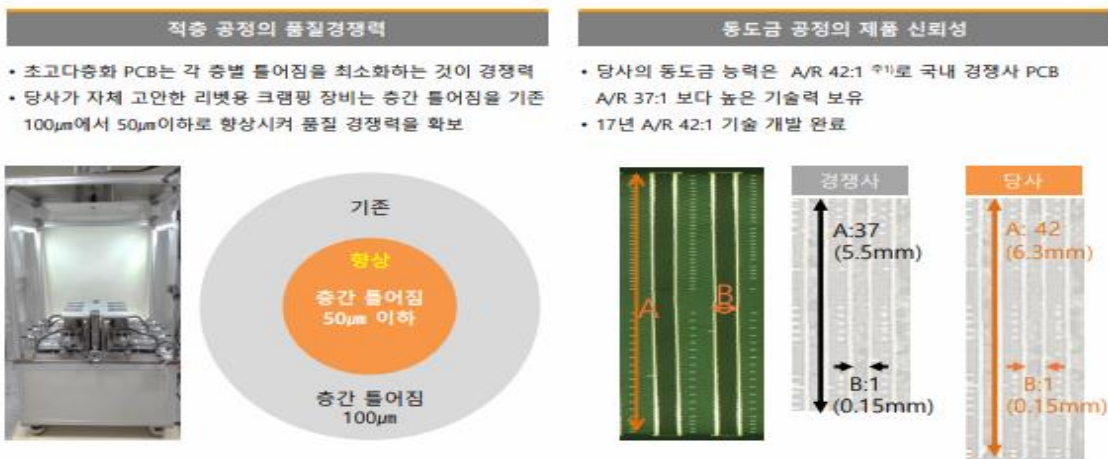 적층 공정의 품질경쟁력
• 초고다층화 PCB는 각 층별 틀어짐을 최소화하는 것이 경쟁력
• 당사가 자체 고안한 리벳용 크램핑 장비는 층간 틀어짐을 기존
100㎛에서 50㎛이하로 향상시켜 품질 경쟁력을 확보
기존
향상
층간 틀어짐
50㎛ 이하
층간 틀어짐
100㎛
동도금 공정의 제품 신뢰성
• 당사의 동도금 능력은 A/R 42:1 주1)로 국내 경쟁사 PCB
A/R 37:1 보다 높은 기술력 보유
• 17년 A/R 42:1 기술 개발 완료
A
B
경쟁사
A:37
(5.5mm)
B:1
(0.15mm)
당사
A: 42
(6.3mm)
B:1
(0.15mm)